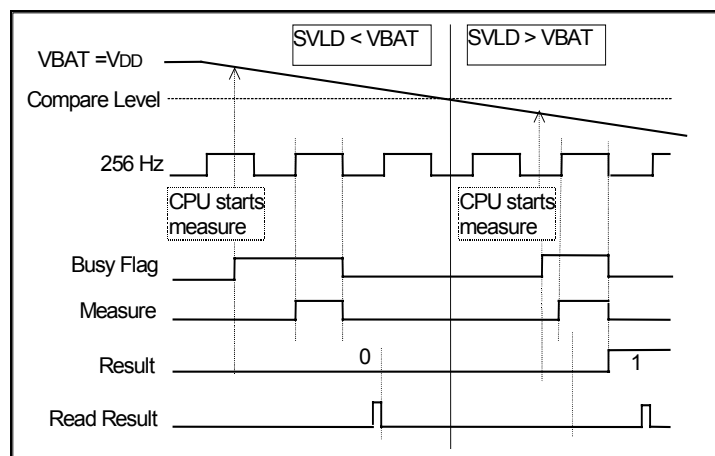 SVLD < VBAT
SVLD > VBAT
VBAT =VDD
Compare Level
256 Hz
CPU starts
measure
CPU starts
measure
Busy Flag
Measure
Result
0
1
Read Result